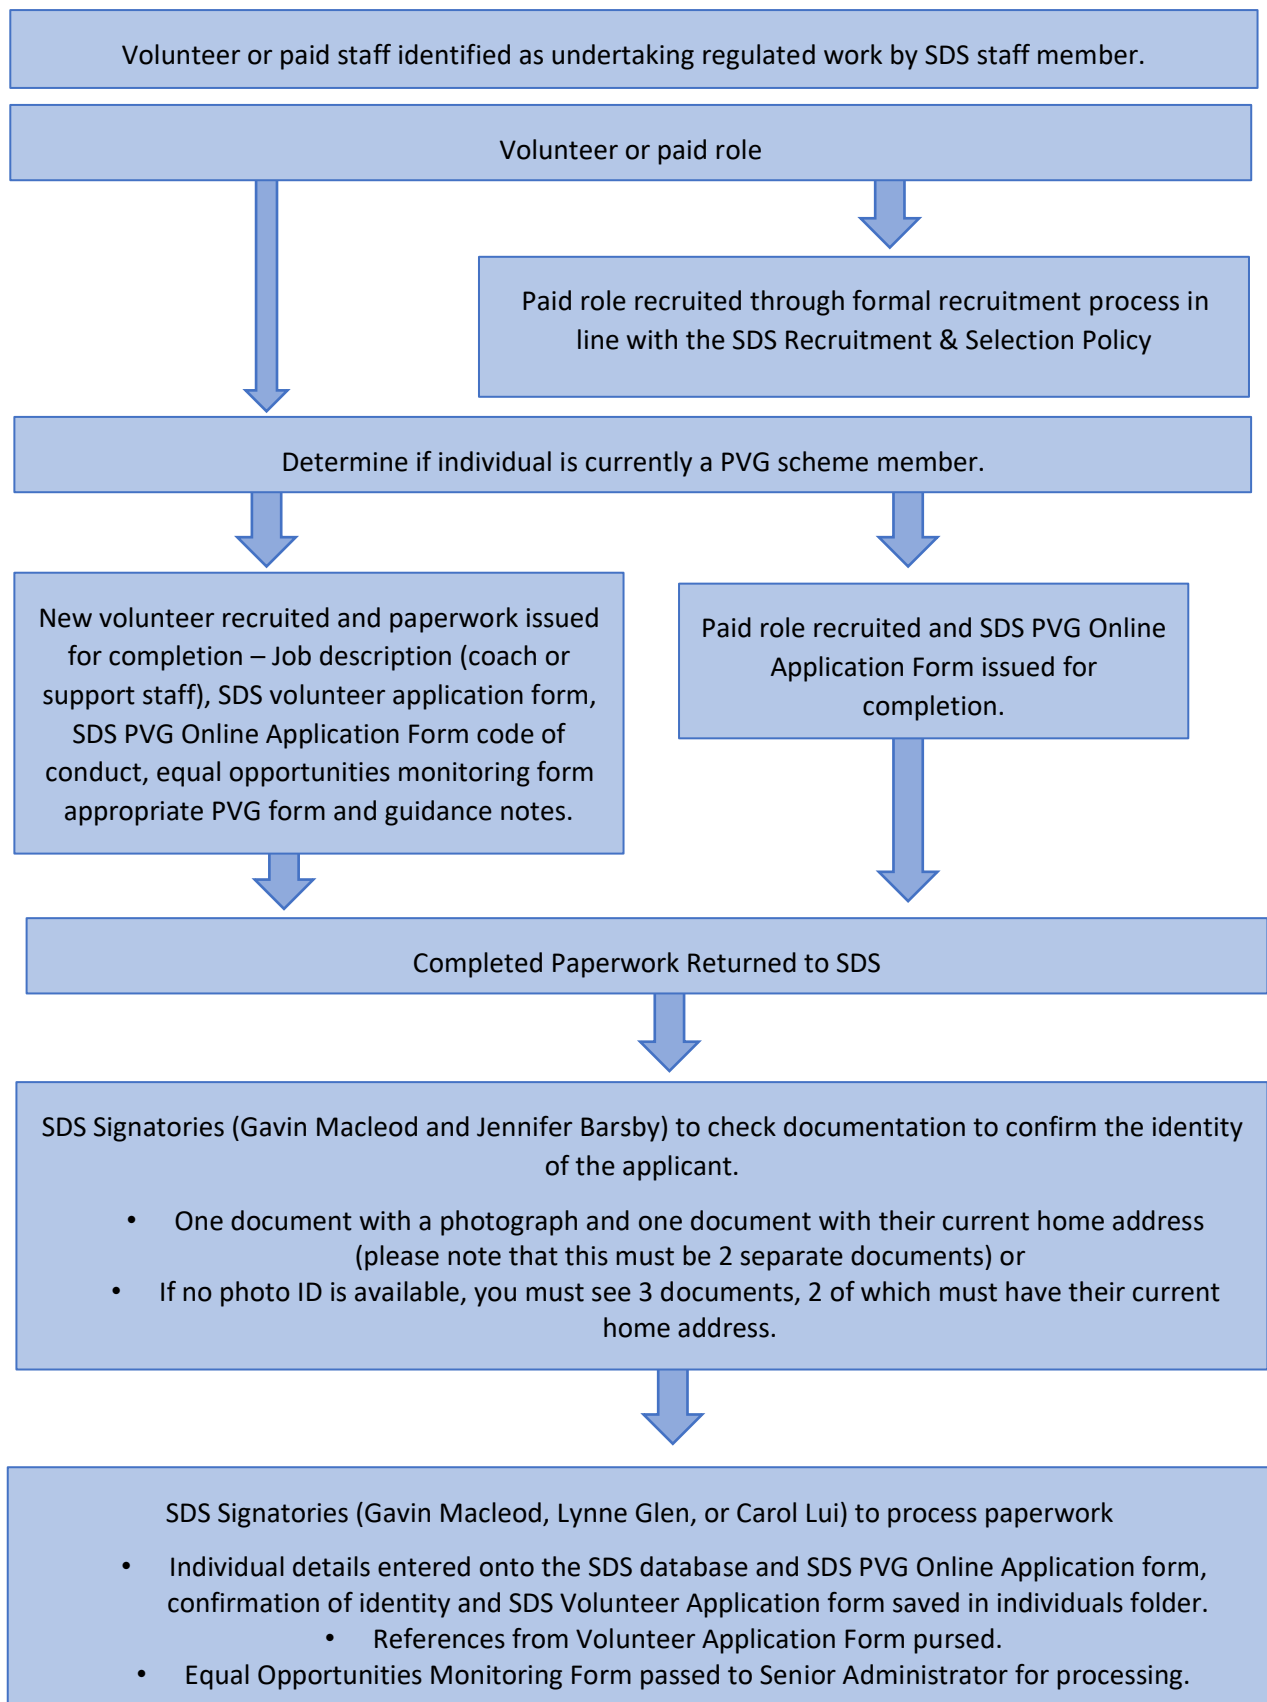 Volunteer or paid staff identified as undertaking regulated work by SDS staff member.
Volunteer or paid role
Paid role recruited through formal recruitment process in
line with the SDS Recruitment & Selection Policy
Determine if individual is currently a PVG scheme member.
New volunteer recruited and paperwork issued
for completion – Job description (coach or
support staff), SDS volunteer application form,
SDS PVG Online Application Form code of
conduct, equal opportunities monitoring form
appropriate PVG form and guidance notes.
Paid role recruited and SDS PVG Online
Application Form issued for
completion.
Completed Paperwork Returned to SDS
SDS Signatories (Gavin Macleod and Jennifer Barsby) to check documentation to confirm the identity
of the applicant.
• One document with a photograph and one document with their current home address
(please note that this must be 2 separate documents) or
• If no photo ID is available, you must see 3 documents, 2 of which must have their current
home address.
SDS Signatories (Gavin Macleod, Lynne Glen, or Carol Lui) to process paperwork
• Individual details entered onto the SDS database and SDS PVG Online Application form,
confirmation of identity and SDS Volunteer Application form saved in individuals folder.
• References from Volunteer Application Form pursed.
• Equal Opportunities Monitoring Form passed to Senior Administrator for processing.